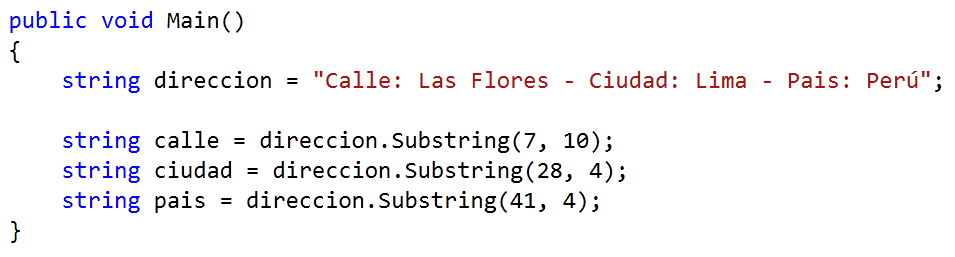 public void Main()
{
    string direccion = "Calle: Las Flores - Ciudad: Lima - Pais: Perú";
    string calle = direccion.Substring(7, 10);
    string ciudad = direccion.Substring(28, 4);
    string pais = direccion.Substring(41, 4);
}